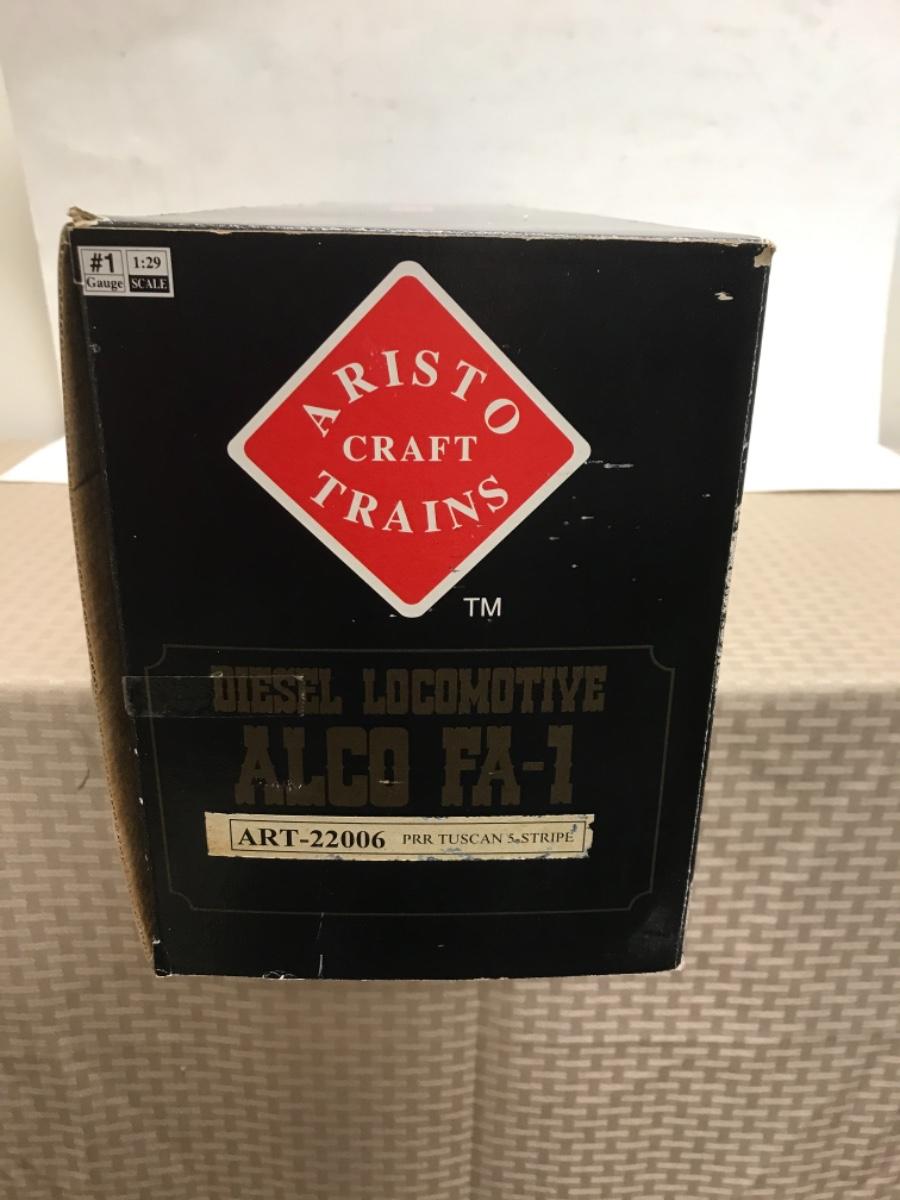 #1 1:29
Gauge SCALE
ARISTO
CRAFT
TRAINS
TM
DIESEL LOCOMOTIVE
ALCO FA-1
ART-22006 PRR TUSCAN 5-STRIPE